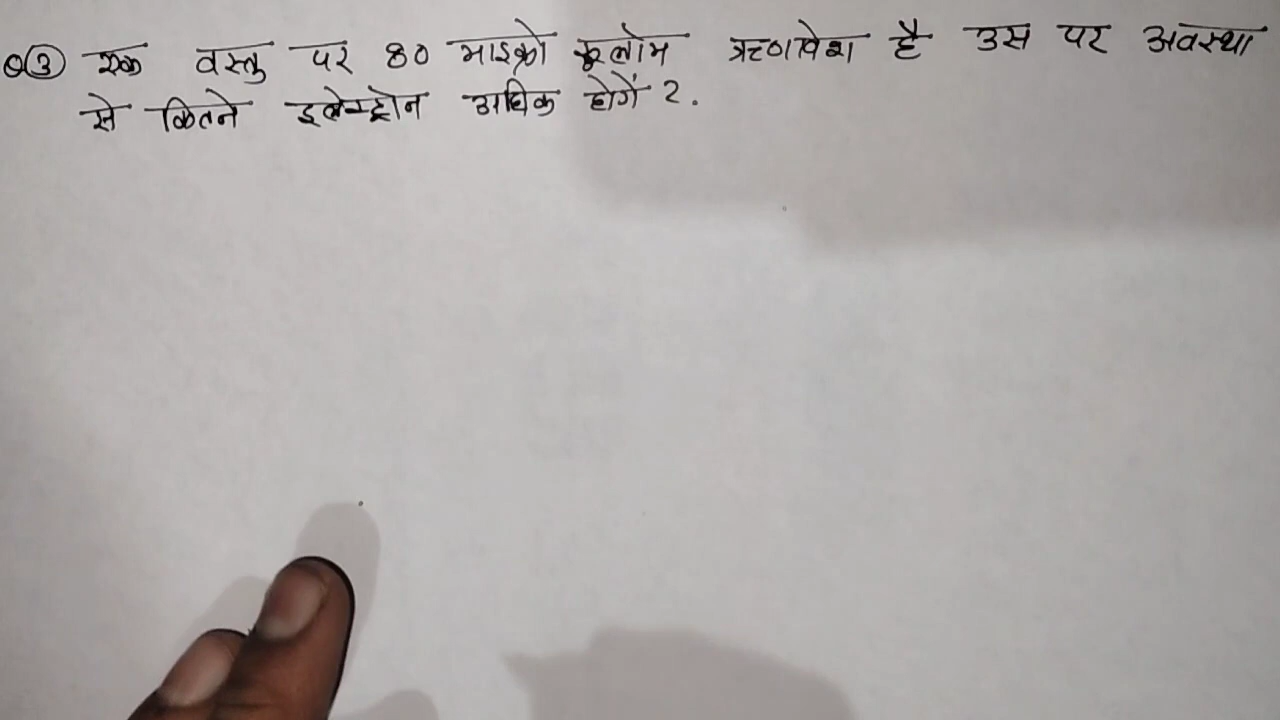 Q③ एक वस्तु पर 80 माइक्रो कूलॉम ऋणावेश है उस पर अवस्था
से कितने इलेक्ट्रॉन अधिक होगें ?.